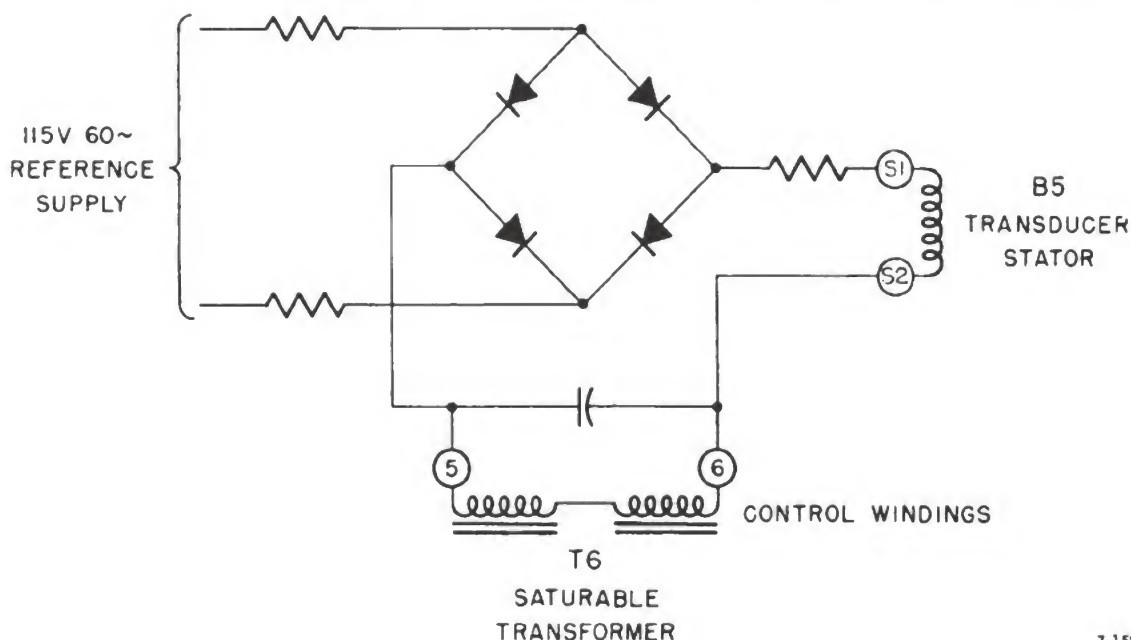 115V 60~
REFERENCE
SUPPLY
S1
S2
B5
TRANSDUCER
STATOR
5
6
CONTROL WINDINGS
T6
SATURABLE
TRANSFORMER